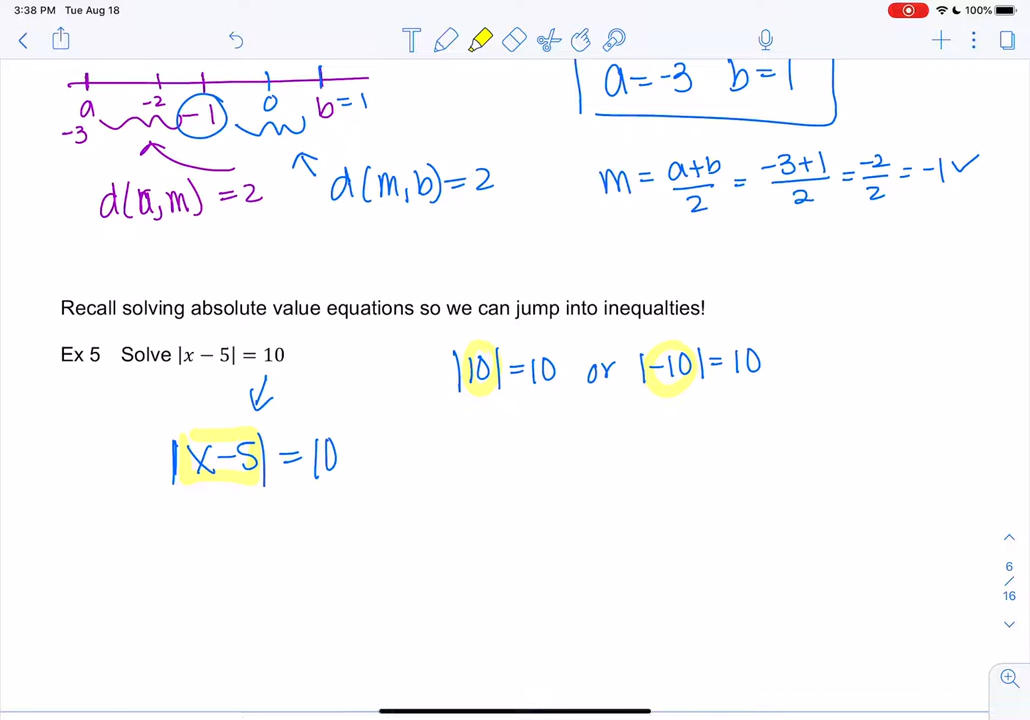 3:38 PM Tue Aug 18
100%
T
a -2 -1 0 b = 1
-3
a = -3 b = 1
d(a,m) = 2
d(m,b) = 2
m = a+b/2 = -3+1/2 = -2/2 = -1 ✓
Recall solving absolute value equations so we can jump into inequalties!
Ex 5 Solve |x − 5| = 10
|10| = 10 or |-10| = 10
|x-5| = 10
6
/
16